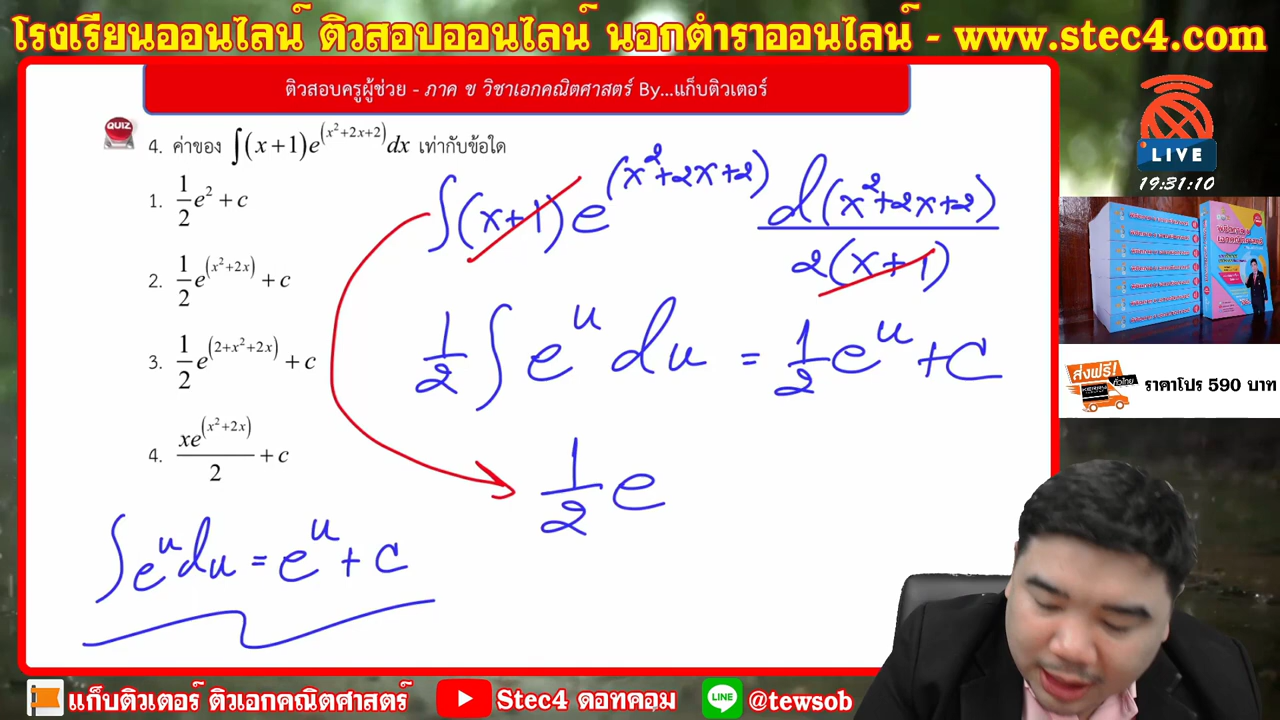 โรงเรียนออนไลน์ ติวสอบออนไลน์ นอกตำราออนไลน์ - www.stec4.com
ติวสอบครูผู้ช่วย - ภาค ข วิชาเอกคณิตศาสตร์ By...แก็บติวเตอร์
QUIZ
4. ค่าของ ∫(x+1)e^(x²+2x+2)dx เท่ากับข้อใด
1. 1/2 e² + c
2. 1/2 e^(x²+2x) + c
3. 1/2 e^(2+x²+2x) + c
4. xe^(x²+2x)/2 + c
∫(x+1)e^(x²+2x+2) d(x²+2x+2)/2(x+1)
1/2 ∫e^u du = 1/2 e^u + c
1/2 e
∫e^u du = e^u + c
LIVE
19:31:10
ส่งฟรี!
ทั่วไทย
KERRY
ราคาโปร 590 บาท
แก็บติวเตอร์ ติวเอกคณิตศาสตร์
Stec4 ดอทคอม
LINE
@tewsob